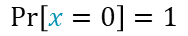 Pr[x = 0] = 1